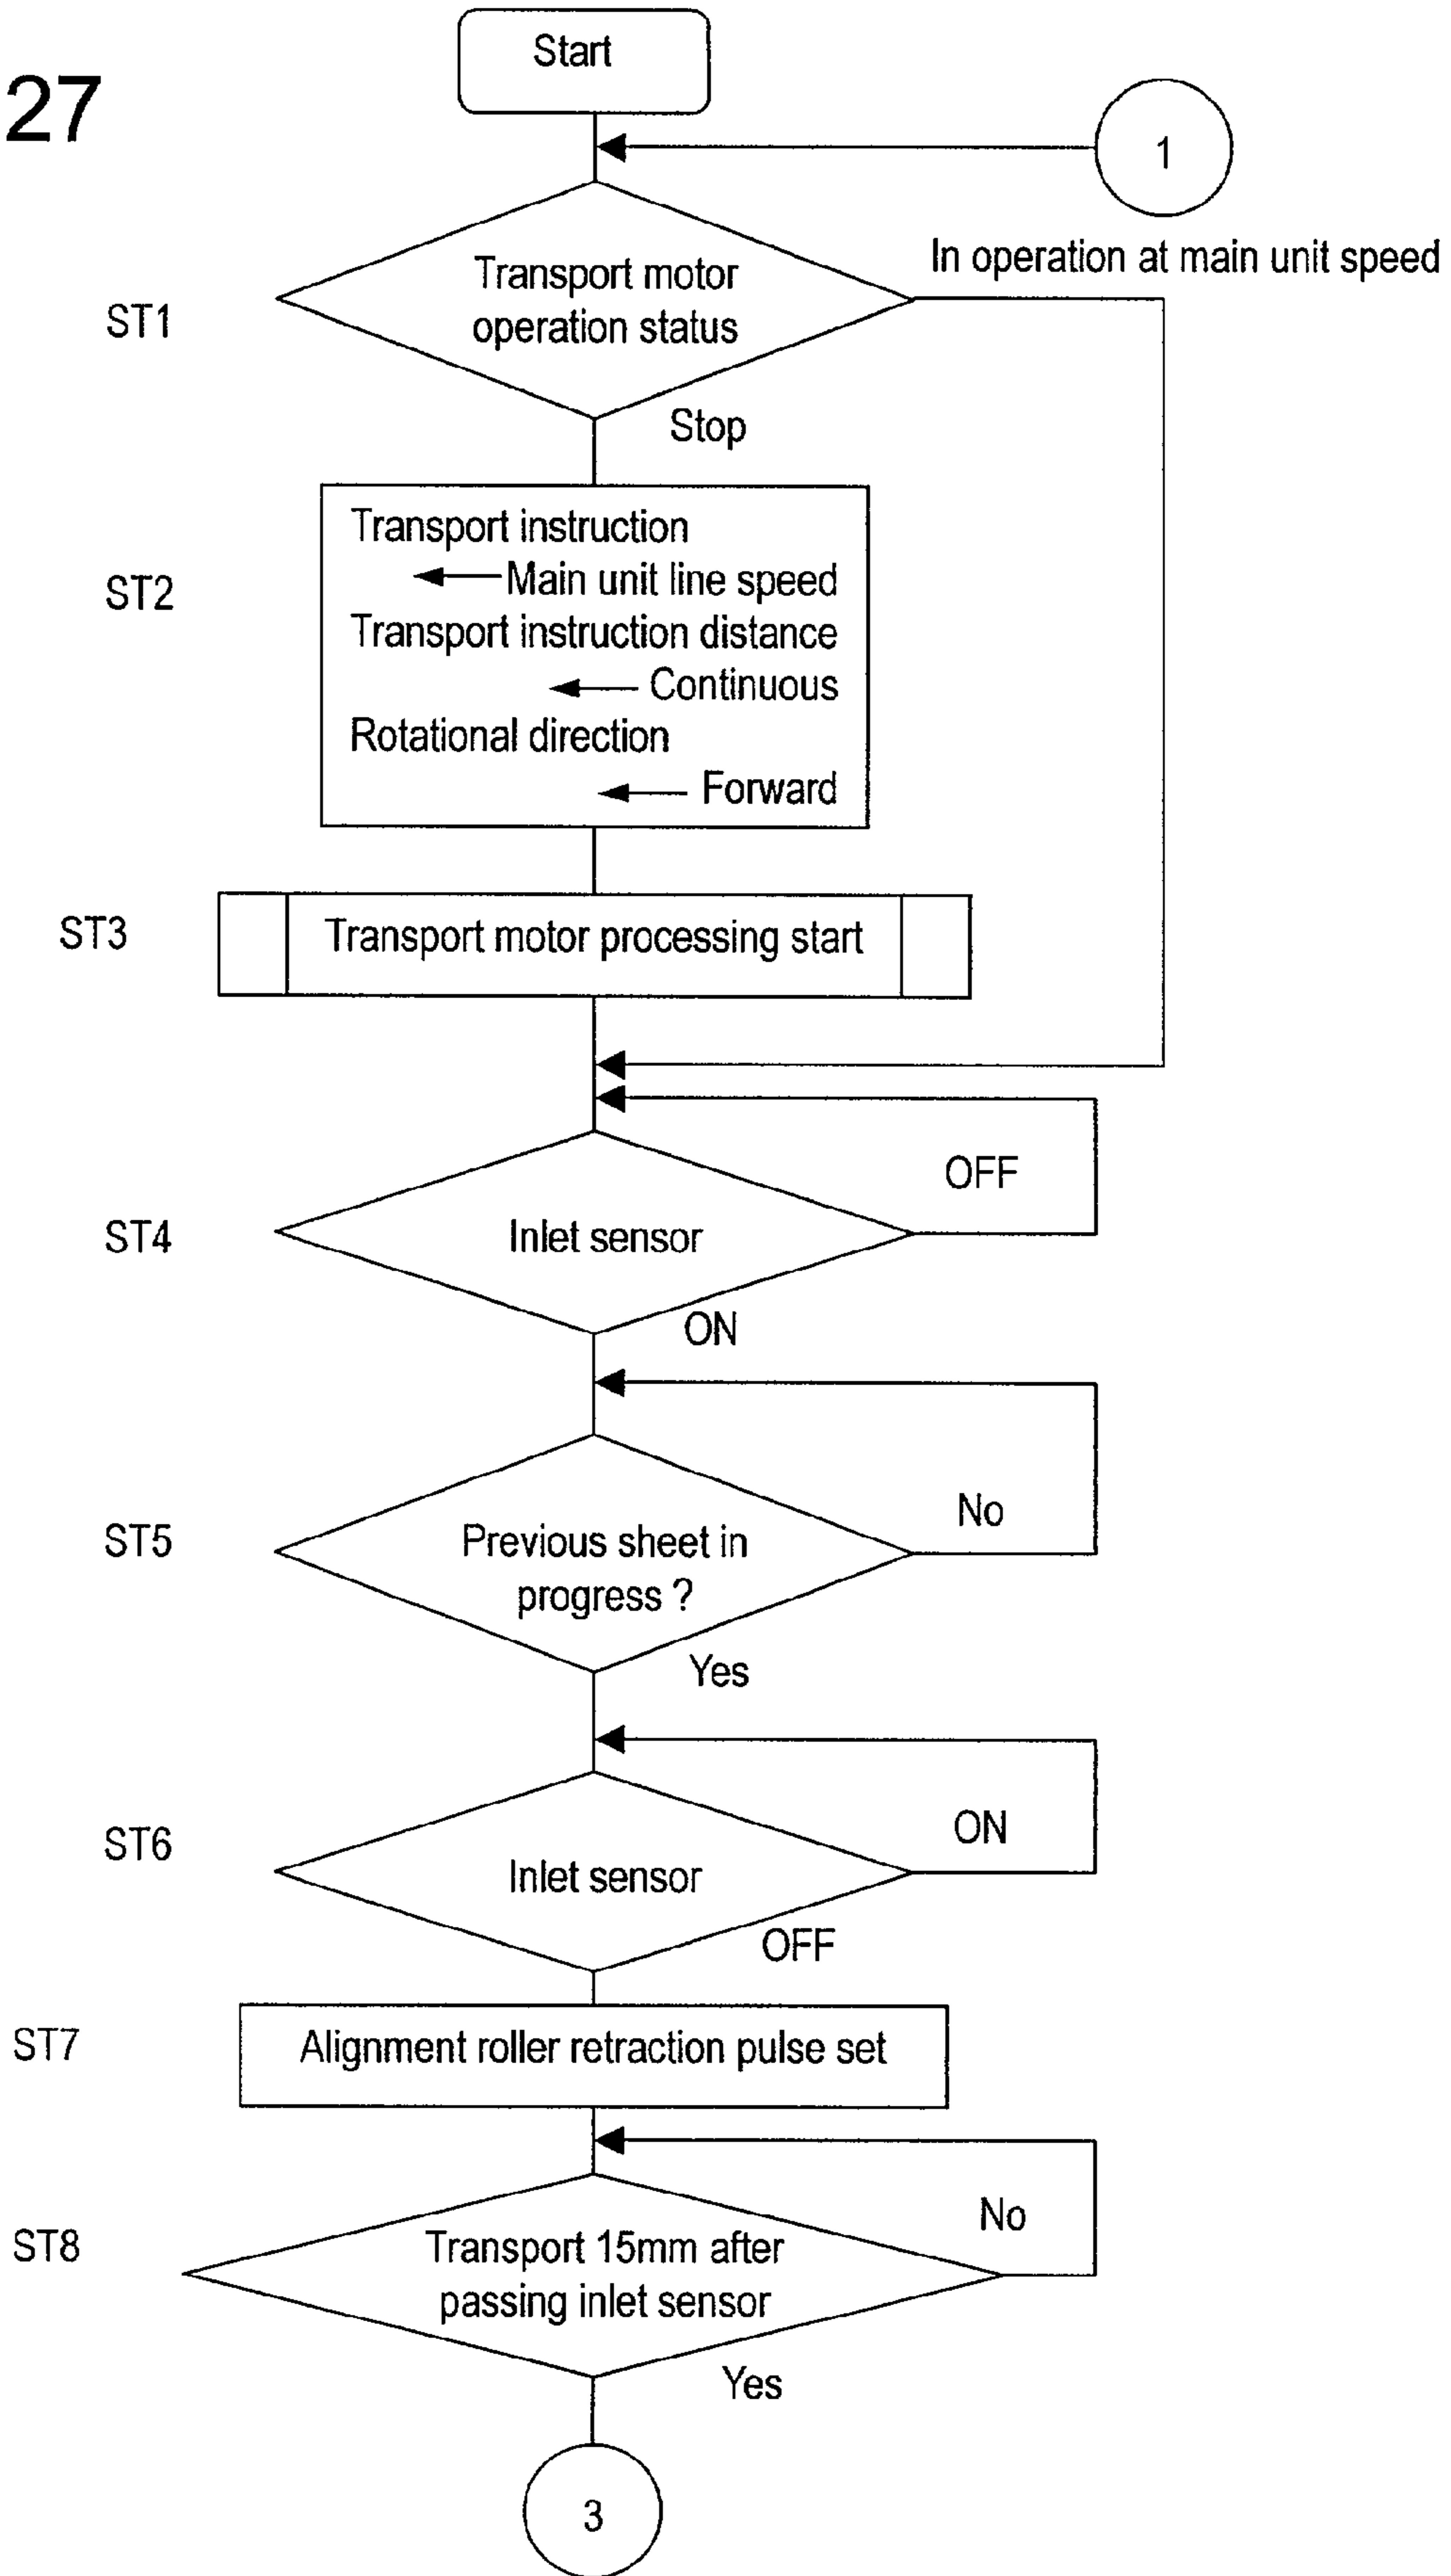 27
Start
1
In operation at main unit speed
ST1
Transport motor
operation status
Stop
ST2
Transport instruction
Main unit line speed
Transport instruction distance
Continuous
Rotational direction
Forward
ST3
Transport motor processing start
OFF
ST4
Inlet sensor
ON
No
ST5
Previous sheet in
progress ?
Yes
ON
ST6
Inlet sensor
OFF
ST7
Alignment roller retraction pulse set
No
ST8
Transport 15mm after
passing inlet sensor
Yes
3